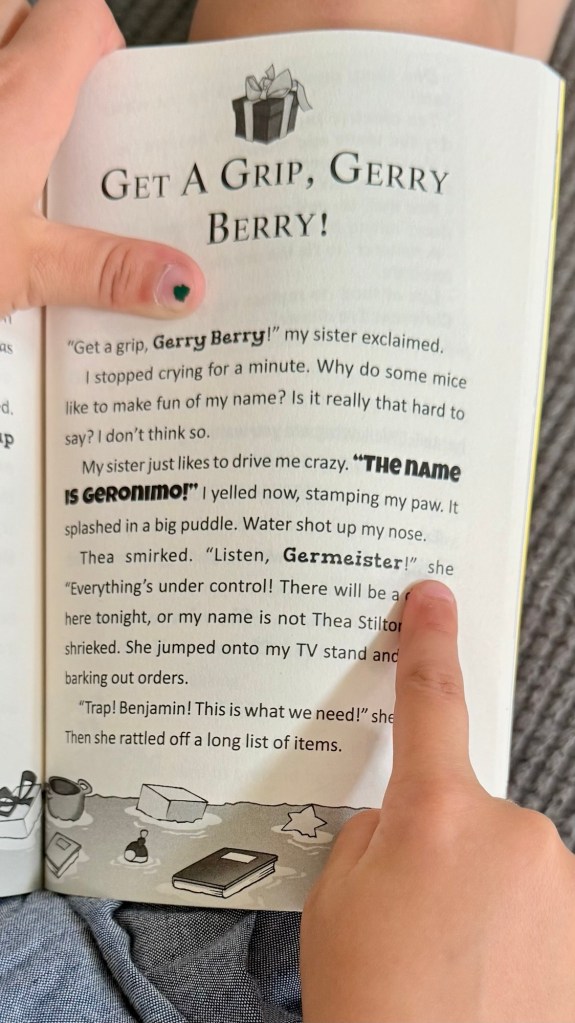 GET A GRIP, GERRY
BERRY!
as
d.
"Get a grip, Gerry Berry!" my sister exclaimed.
I stopped crying for a minute. Why do some mice
like to make fun of my name? Is it really that hard to
say? I don't think so.
My sister just likes to drive me crazy. "THE NAME
IS GERONIMO!" I yelled now, stamping my paw. It
splashed in a big puddle. Water shot up my nose.
Thea smirked. "Listen, Germeister!" she
"Everything's under control! There will be a
here tonight, or my name is not Thea
shrieked. She jumped onto my TV stand and
barking out orders.
"Trap! Benjamin! This is what we need!" she
Then she rattled off a long list of items.